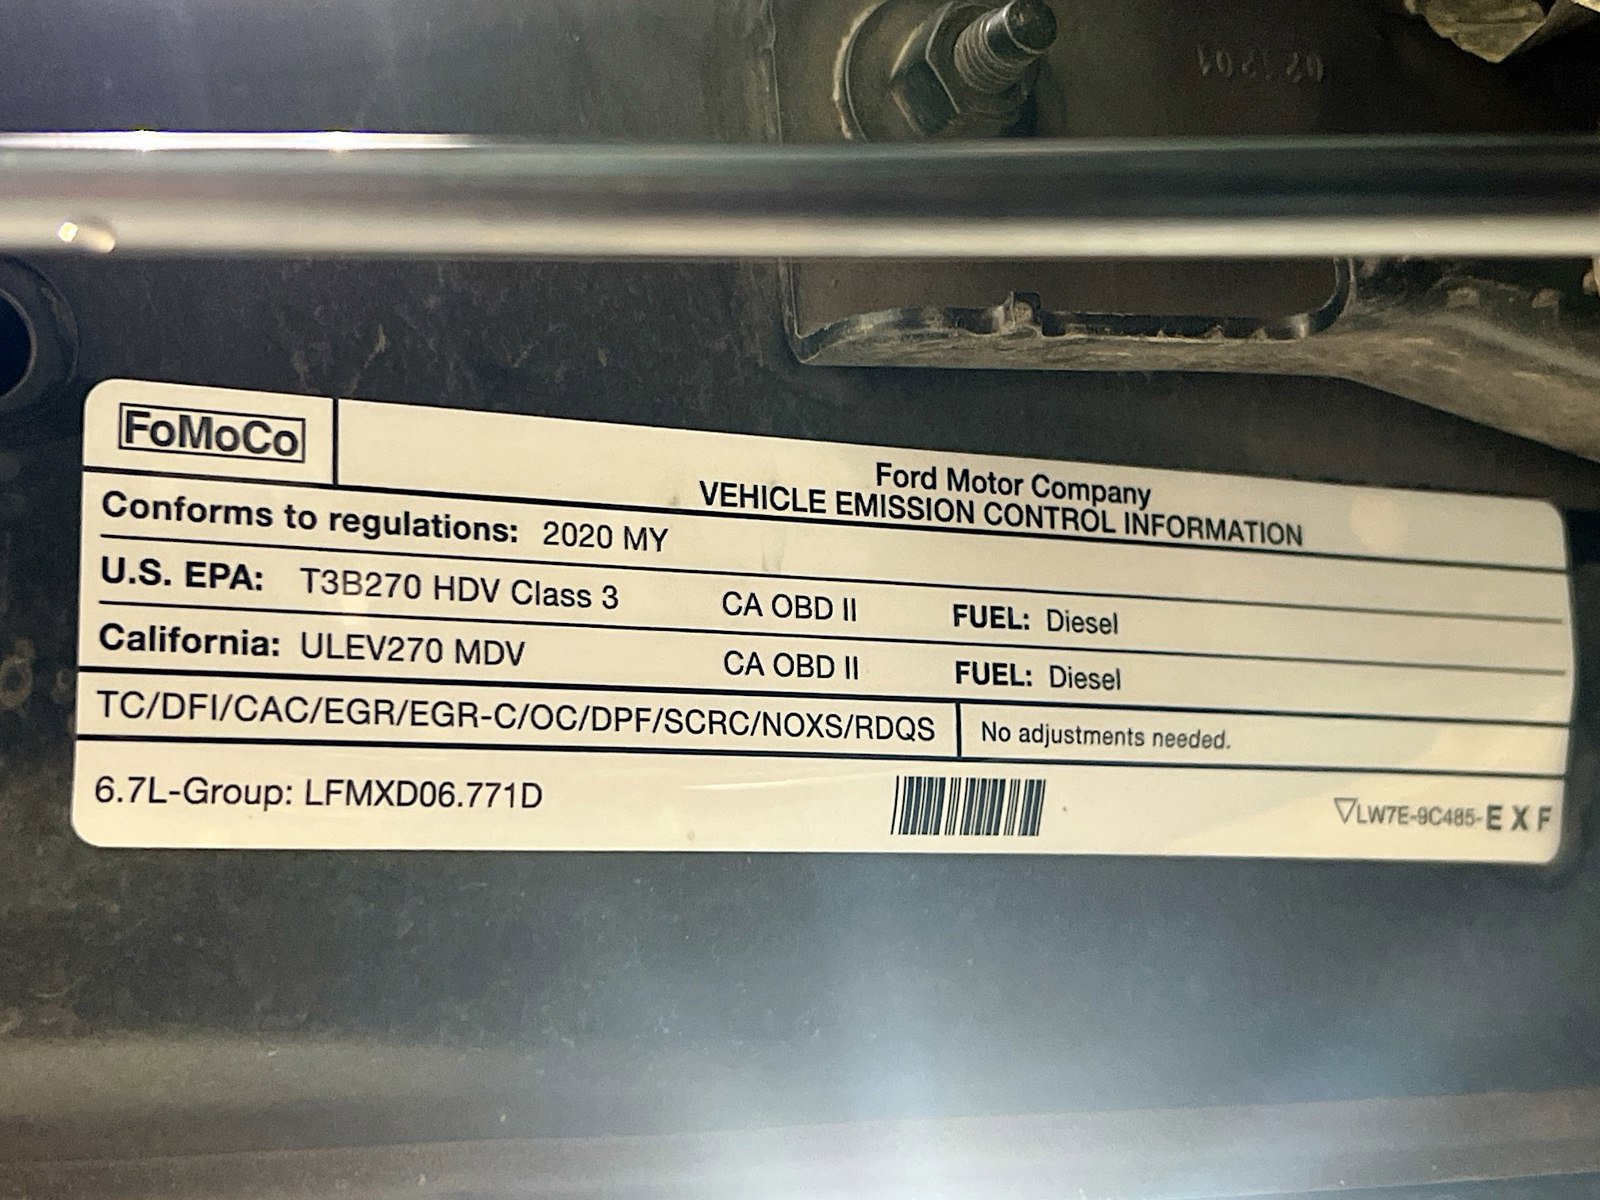 FoMoCo
Ford Motor Company
VEHICLE EMISSION CONTROL INFORMATION
Conforms to regulations: 2020 MY
U.S. EPA: T3B270 HDV Class 3 CA OBD II FUEL: Diesel
California: ULEV270 MDV CA OBD II FUEL: Diesel
TC/DFI/CAC/EGR/EGR-C/OC/DPF/SCRC/NOXS/RDQS No adjustments needed.
6.7L-Group: LFMXD06.771D LW7E-9C485-E X F